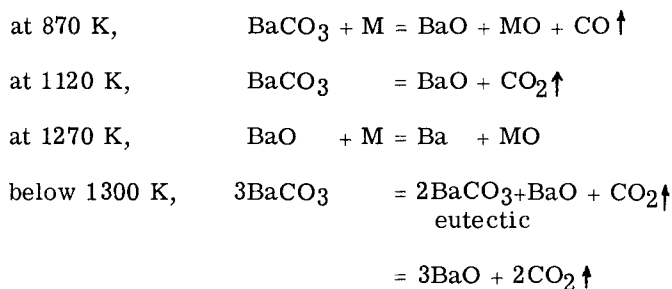 at 870 K, BaCO₃ + M = BaO + MO + CO↑
at 1120 K, BaCO₃ = BaO + CO₂↑
at 1270 K, BaO + M = Ba + MO
below 1300 K, 3BaCO₃ = 2BaCO₃+BaO + CO₂↑
eutectic
= 3BaO + 2CO₂↑